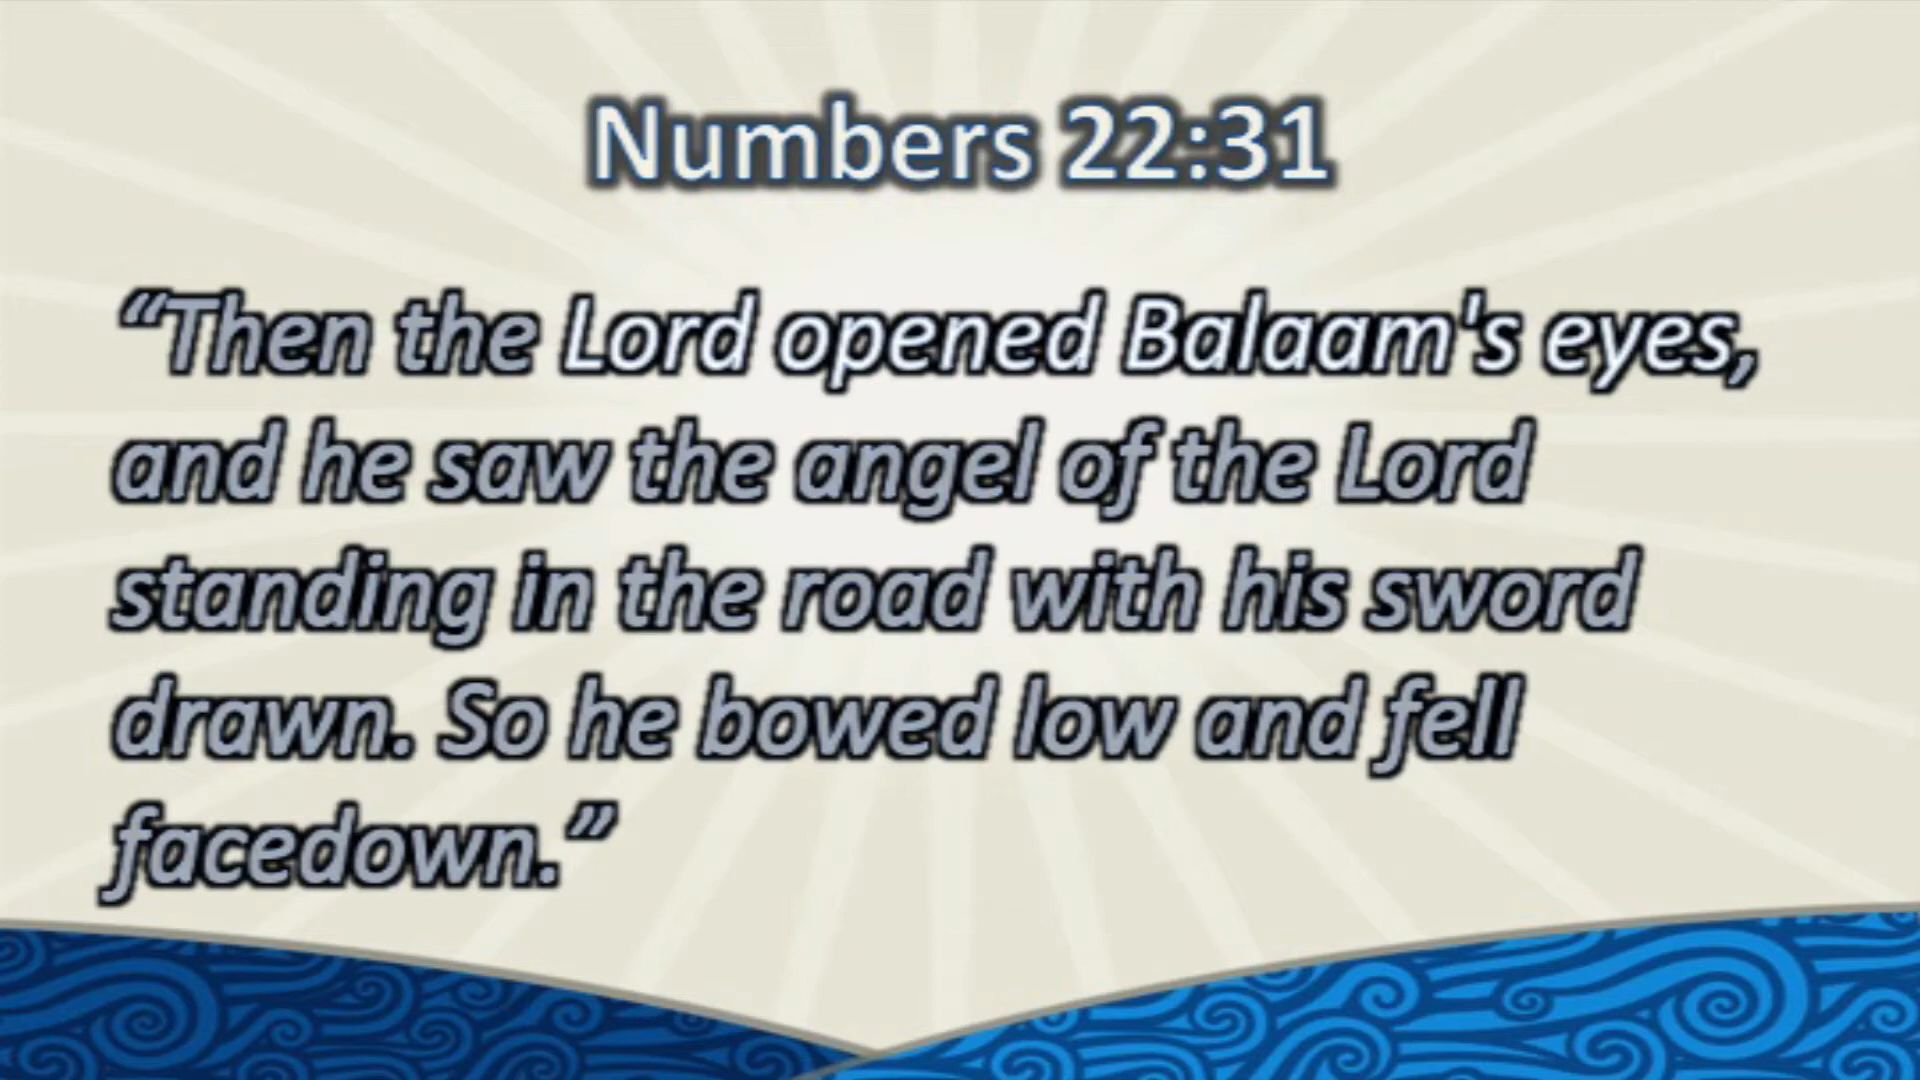 Numbers 22:31
“Then the Lord opened Balaam's eyes,
and he saw the angel of the Lord
standing in the road with his sword
drawn. So he bowed low and fell
facedown.”